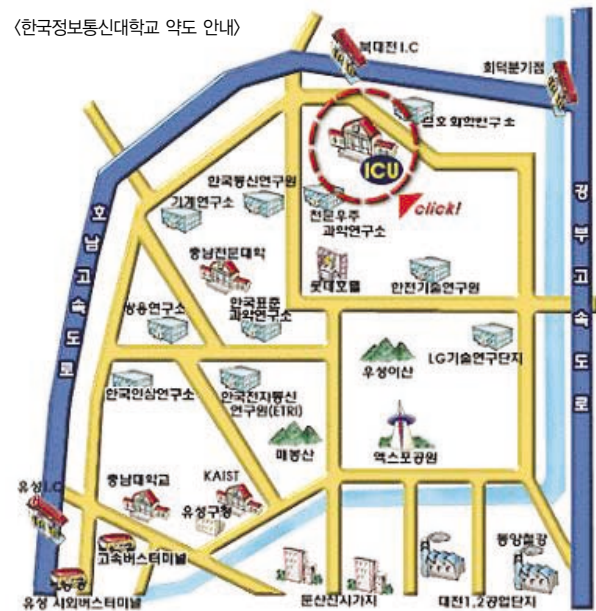 〈한국정보통신대학교 약도 안내〉
북대전I.C
회덕분기점
금호화학연구소
ICU
click!
한국통신연구원
기계연구소
천문우주
과학연구소
호남고속도로
경부고속도로
충남전문대학
롯데호텔
한전기술연구원
쌍용연구소
한국표준
과학연구소
우성이산
LG기술연구단지
한국인삼연구소
한국전자통신
연구원(ETRI)
매봉산
엑스포공원
유성I.C
충남대학교
KAIST
유성구청
고속버스터미널
동양철강
유성 시외버스터미널
둔산신시가지
대전1.2공업단지